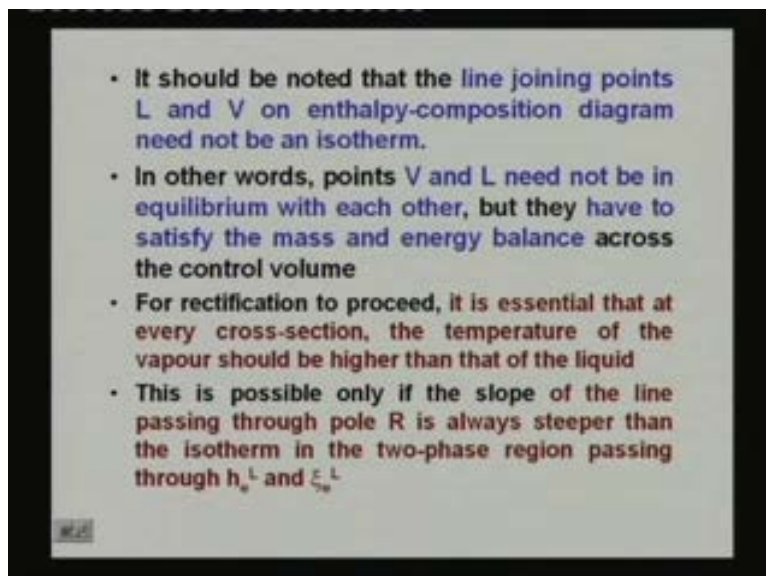 • It should be noted that the line joining points
L and V on enthalpy-composition diagram
need not be an isotherm.
• In other words, points V and L need not be in
equilibrium with each other, but they have to
satisfy the mass and energy balance across
the control volume
• For rectification to proceed, it is essential that at
every cross-section, the temperature of the
vapour should be higher than that of the liquid
• This is possible only if the slope of the line
passing through pole R is always steeper than
the isotherm in the two-phase region passing
through hₑᴸ and ξₑᴸ